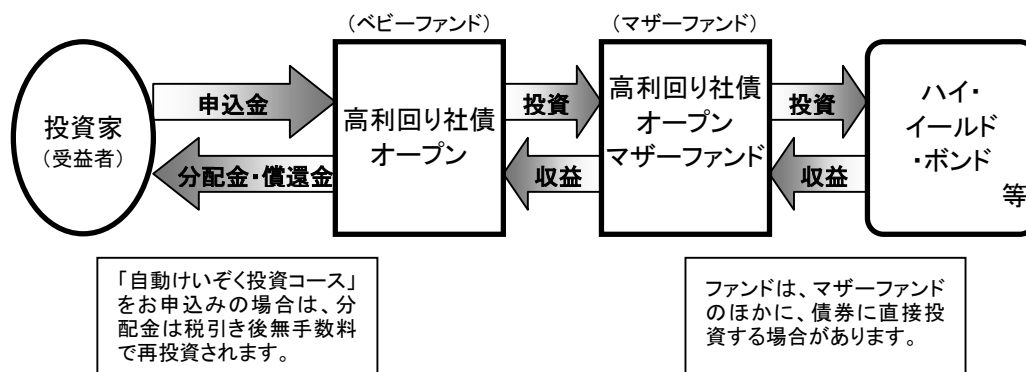 (ベビーファンド)
(マザーファンド)
投資家
(受益者)
申込金
分配金・償還金
高利回り社債
オープン
投資
収益
高利回り社債
オープン
マザーファンド
投資
収益
ハイ・
イールド
・ボンド
等
「自動けいぞく投資コース」
をお申込みの場合は、分
配金は税引き後無手数料
で再投資されます。
ファンドは、マザーファンド
のほかに、債券に直接投
資する場合があります。